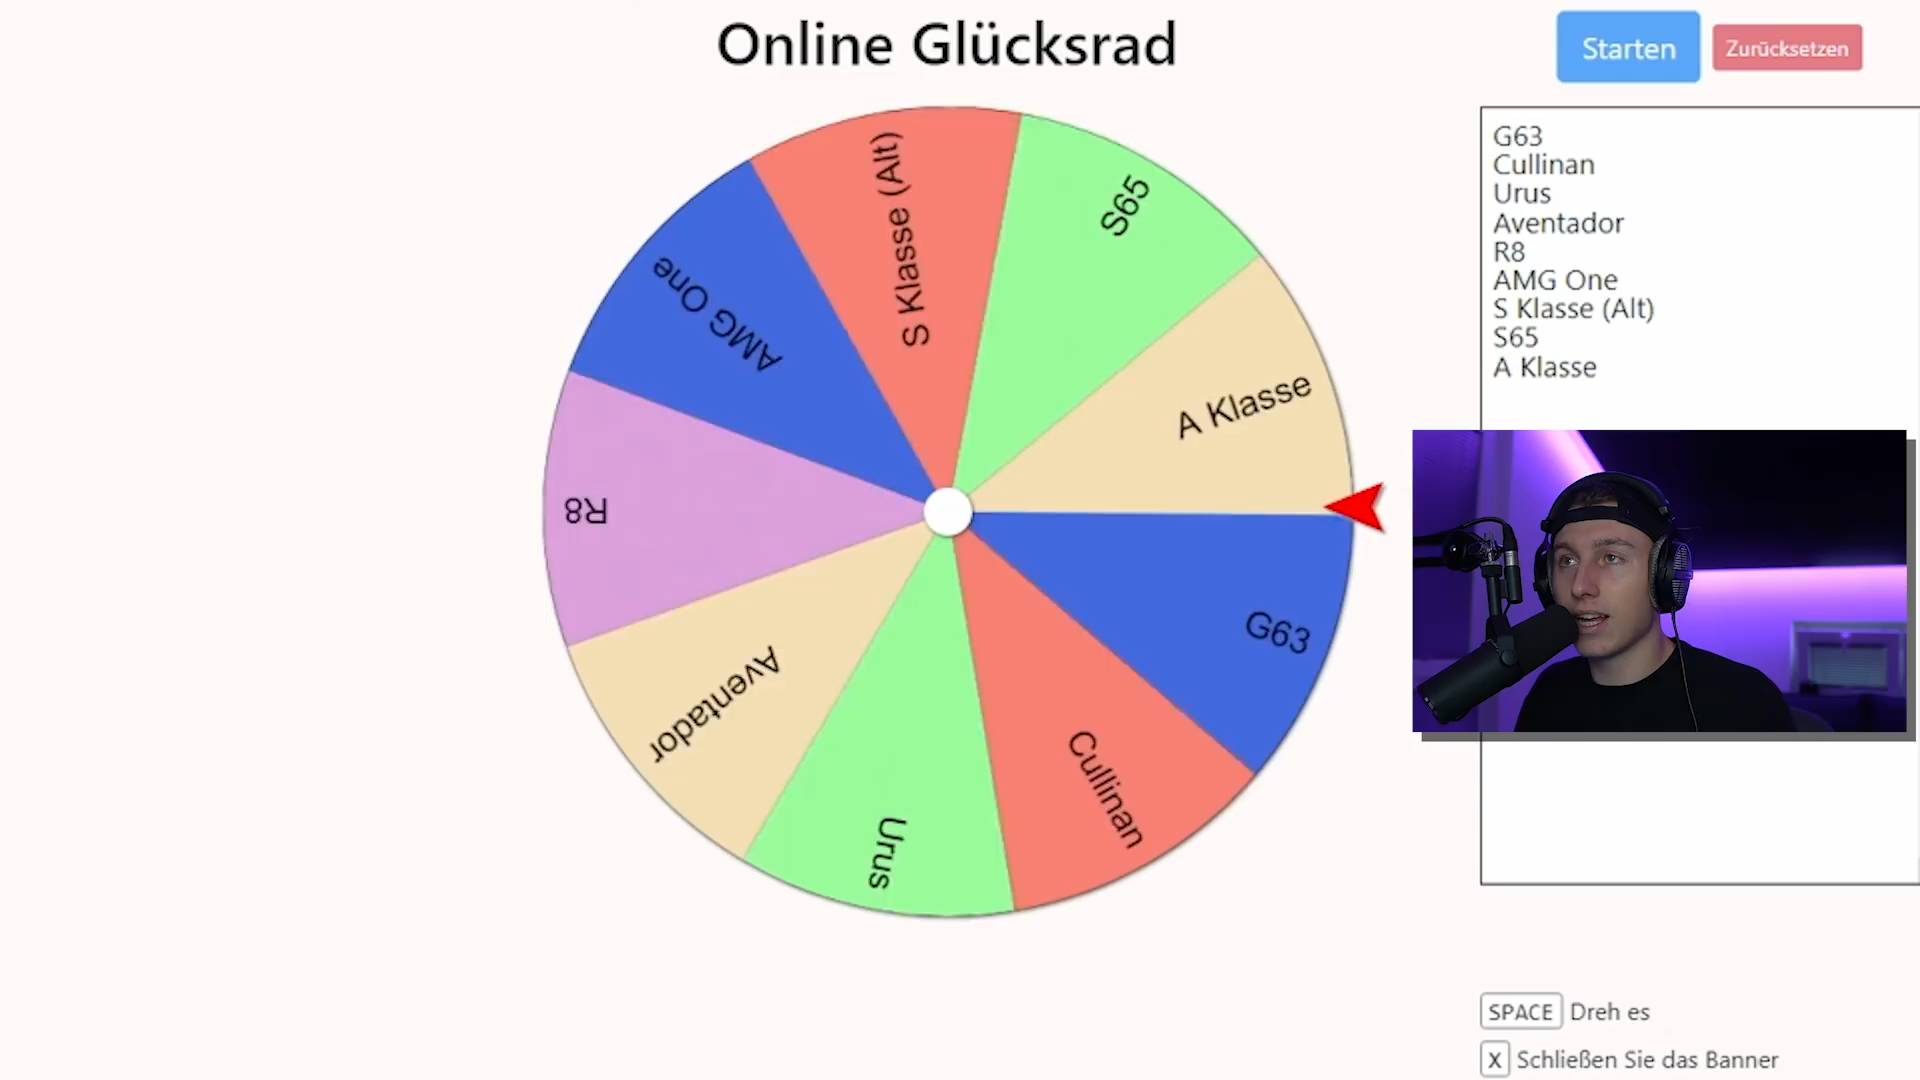 Online Glücksrad
Starten
Zurücksetzen
S Klasse (Alt)
S65
AMG One
A Klasse
R8
G63
Aventador
Cullinan
Urus
G63
Cullinan
Urus
Aventador
R8
AMG One
S Klasse (Alt)
S65
A Klasse
SPACE Dreh es
X Schließen Sie das Banner